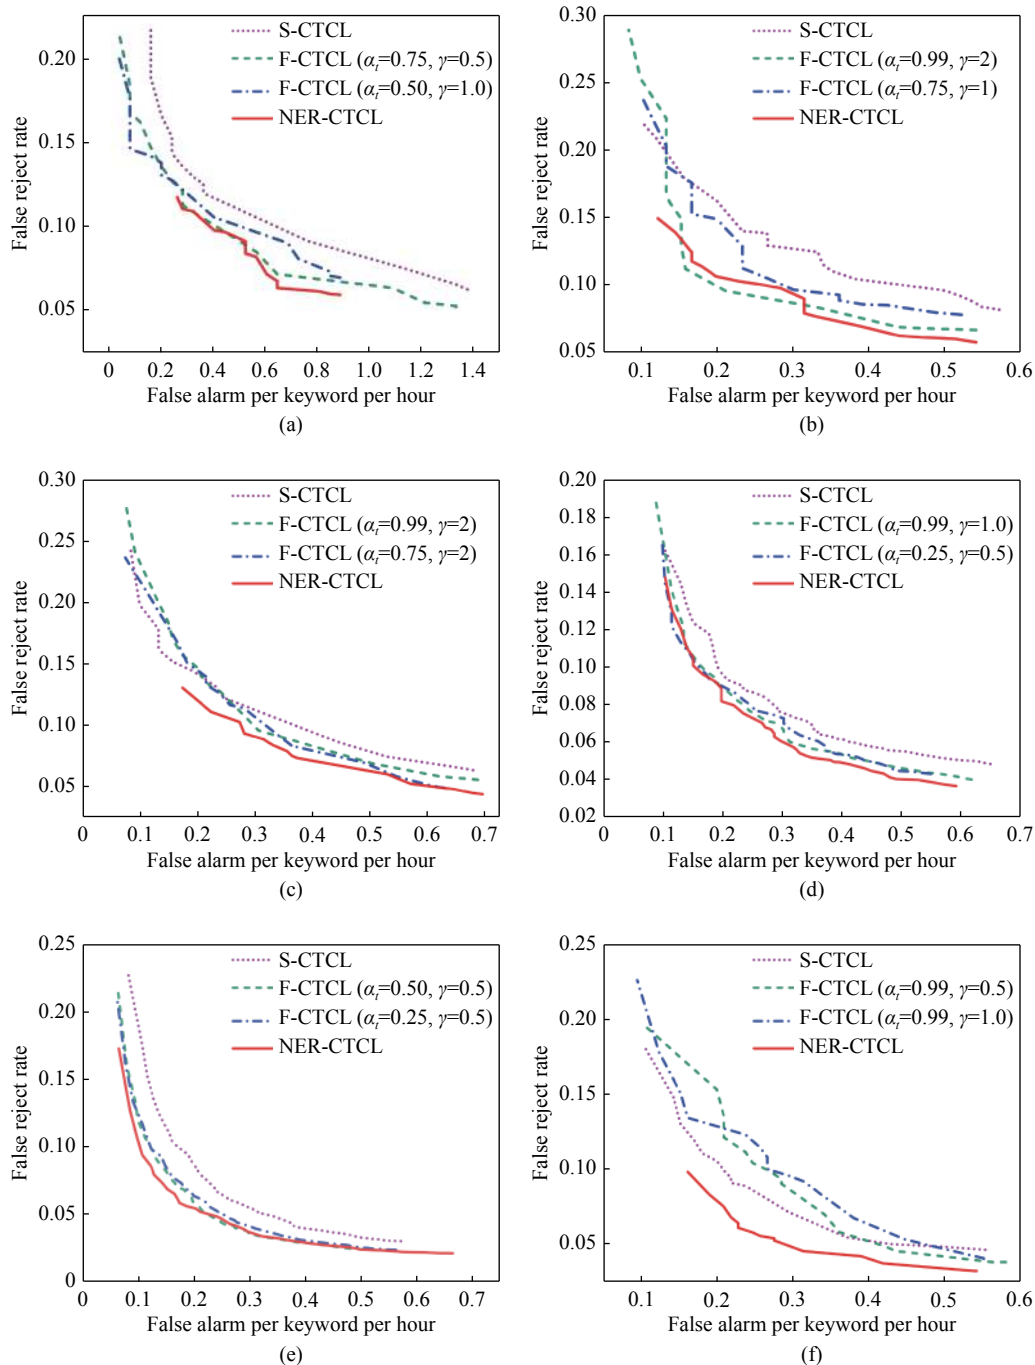 S-CTCL
F-CTCL (αt=0.75, γ=0.5)
F-CTCL (αt=0.50, γ=1.0)
NER-CTCL
0.20
0.15
0.10
0.05
False reject rate
0 0.2 0.4 0.6 0.8 1.0 1.2 1.4
False alarm per keyword per hour
(a)
S-CTCL
F-CTCL (αt=0.99, γ=2)
F-CTCL (αt=0.75, γ=1)
NER-CTCL
0.30
0.25
0.20
0.15
0.10
0.05
False reject rate
0.1 0.2 0.3 0.4 0.5 0.6
False alarm per keyword per hour
(b)
S-CTCL
F-CTCL (αt=0.99, γ=2)
F-CTCL (αt=0.75, γ=2)
NER-CTCL
0.30
0.25
0.20
0.15
0.10
0.05
False reject rate
0 0.1 0.2 0.3 0.4 0.5 0.6 0.7
False alarm per keyword per hour
(c)
S-CTCL
F-CTCL (αt=0.99, γ=1.0)
F-CTCL (αt=0.25, γ=0.5)
NER-CTCL
0.20
0.18
0.16
0.14
0.12
0.10
0.08
0.06
0.04
0.02
False reject rate
0 0.1 0.2 0.3 0.4 0.5 0.6 0.7
False alarm per keyword per hour
(d)
S-CTCL
F-CTCL (αt=0.50, γ=0.5)
F-CTCL (αt=0.25, γ=0.5)
NER-CTCL
0.25
0.20
0.15
0.10
0.05
0
False reject rate
0 0.1 0.2 0.3 0.4 0.5 0.6 0.7
False alarm per keyword per hour
(e)
S-CTCL
F-CTCL (αt=0.99, γ=0.5)
F-CTCL (αt=0.99, γ=1.0)
NER-CTCL
0.25
0.20
0.15
0.10
0.05
False reject rate
0.1 0.2 0.3 0.4 0.5 0.6
False alarm per keyword per hour
(f)